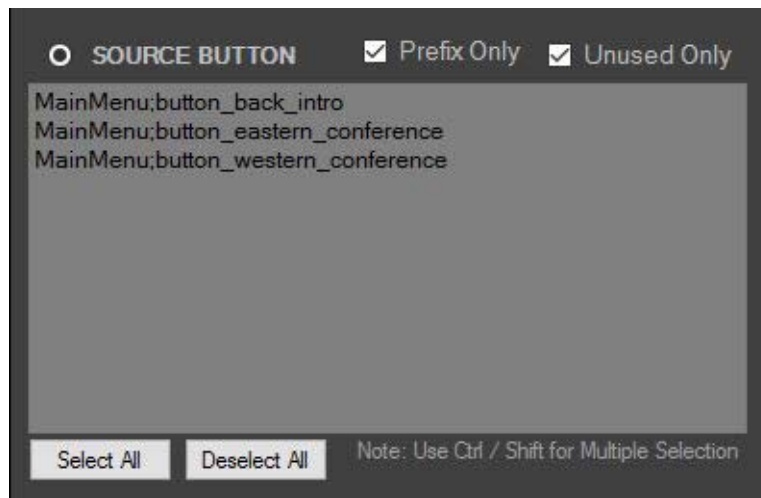 SOURCE BUTTON Prefix Only Unused Only
MainMenu;button_back_intro
MainMenu;button_eastern_conference
MainMenu;button_western_conference
Select All Deselect All Note: Use Ctrl / Shift for Multiple Selection